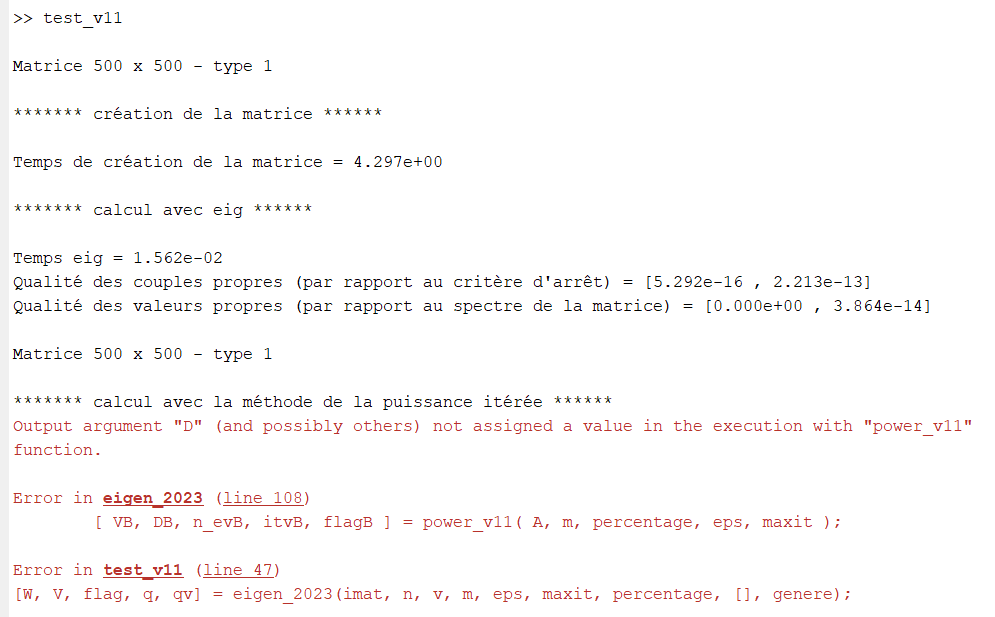 >> test_v11
Matrice 500 x 500 - type 1
******* création de la matrice ******
Temps de création de la matrice = 4.297e+00
******* calcul avec eig ******
Temps eig = 1.562e-02
Qualité des couples propres (par rapport au critère d'arrêt) = [5.292e-16 , 2.213e-13]
Qualité des valeurs propres (par rapport au spectre de la matrice) = [0.000e+00 , 3.864e-14]
Matrice 500 x 500 - type 1
******* calcul avec la méthode de la puissance itérée ******
Output argument "D" (and possibly others) not assigned a value in the execution with "power_v11"
function.
Error in eigen_2023 (line 108)
[ VB, DB, n_evB, itvB, flagB ] = power_v11( A, m, percentage, eps, maxit );
Error in test_v11 (line 47)
[W, V, flag, q, qv] = eigen_2023(imat, n, v, m, eps, maxit, percentage, [], genere);